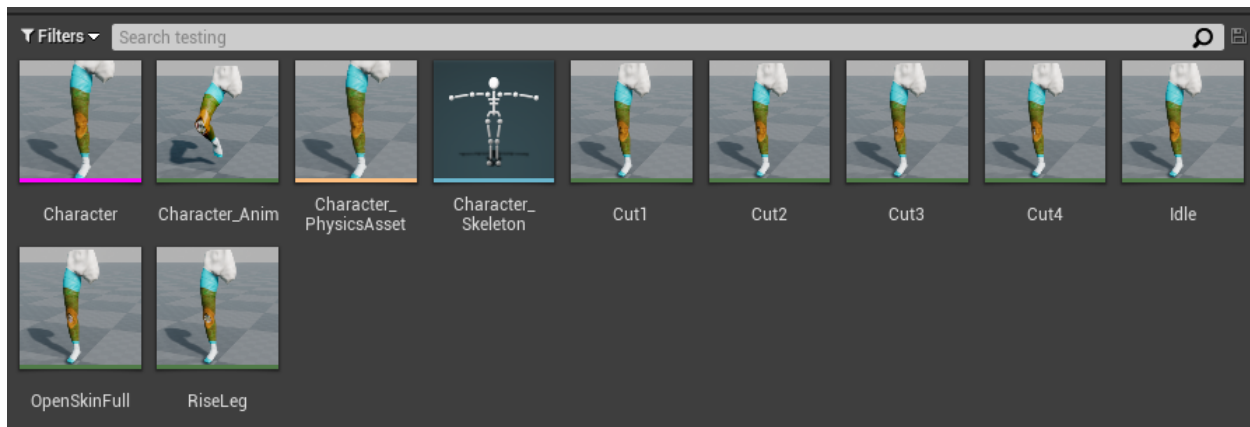 Filters
Search testing
Character
Character_Anim
Character_
PhysicsAsset
Character_
Skeleton
Cut1
Cut2
Cut3
Cut4
Idle
OpenSkinFull
RiseLeg